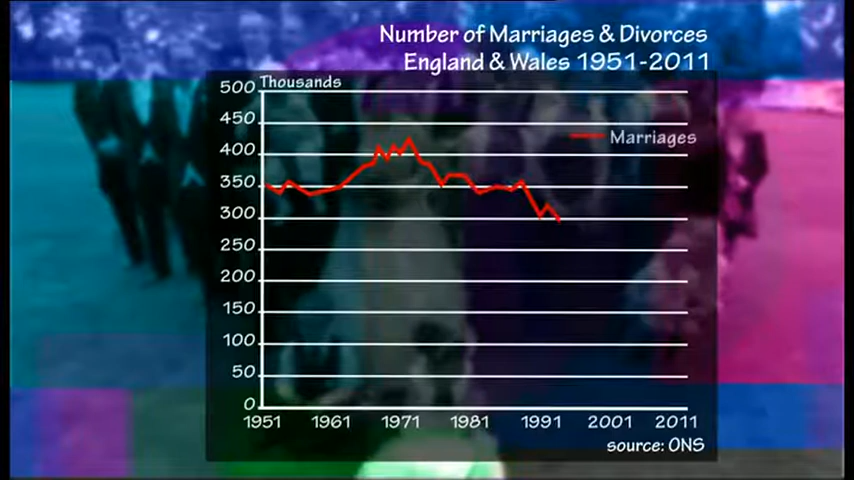 Number of Marriages & Divorces
England & Wales 1951-2011
Thousands
500
450
400
350
300
250
200
150
100
50
0
Marriages
1951 1961 1971 1981 1991 2001 2011
source: ONS